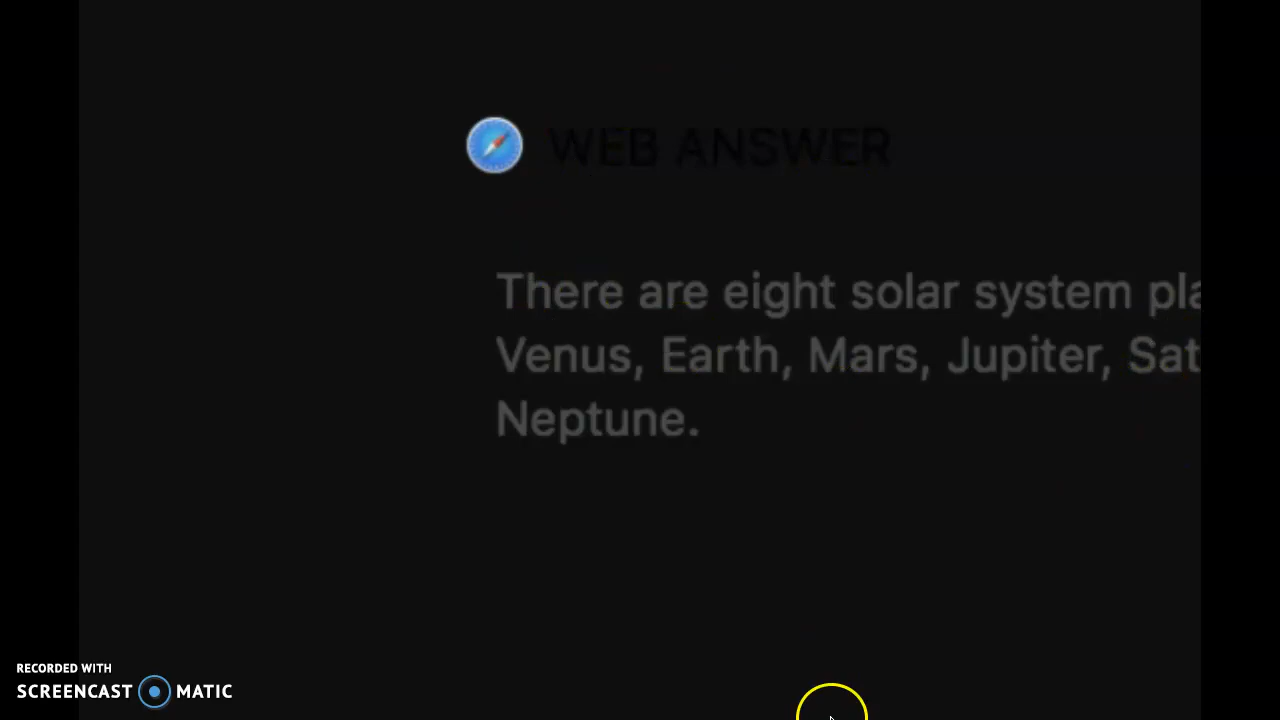 WEB ANSWER
There are eight solar system pla
Venus, Earth, Mars, Jupiter, Sat
Neptune.
RECORDED WITH
SCREENCAST MATIC